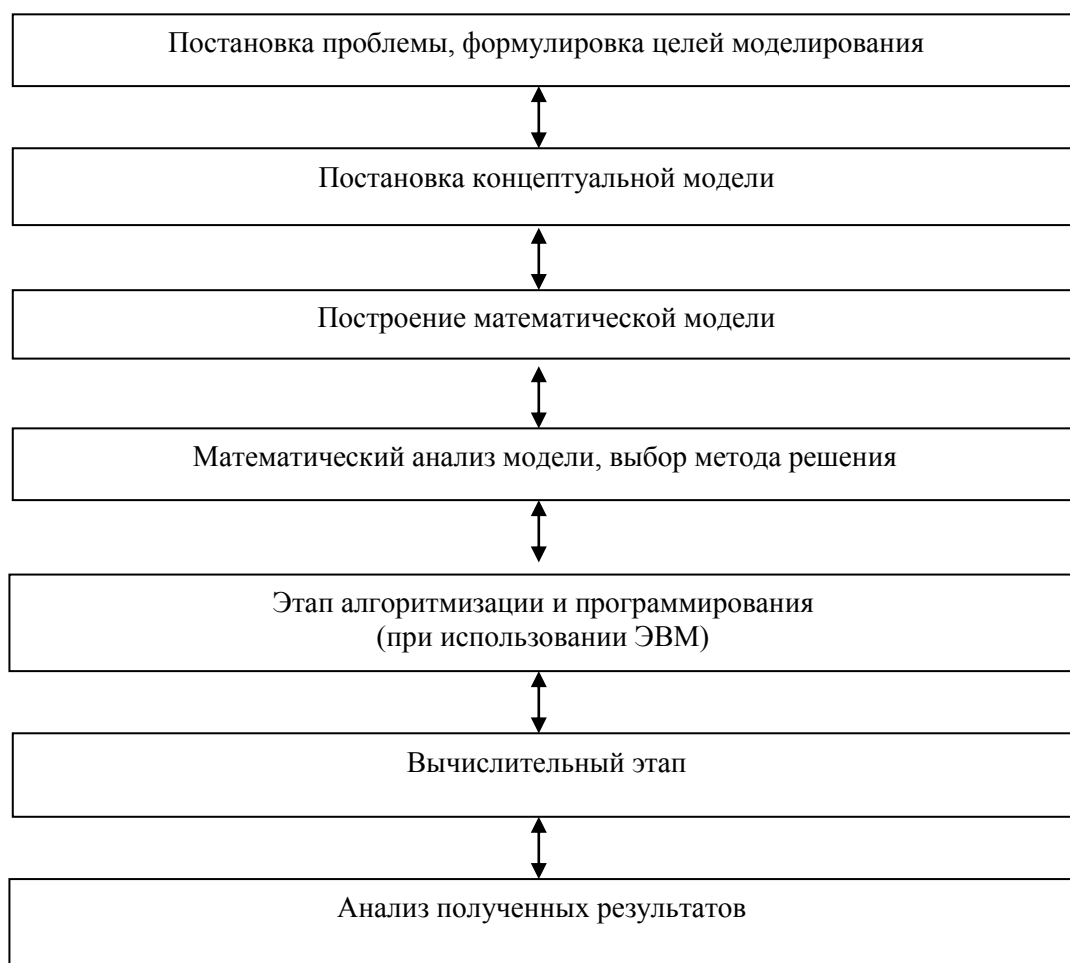 Постановка проблемы, формулировка целей моделирования
Постановка концептуальной модели
Построение математической модели
Математический анализ модели, выбор метода решения
Этап алгоритмизации и программирования
(при использовании ЭВМ)
Вычислительный этап
Анализ полученных результатов